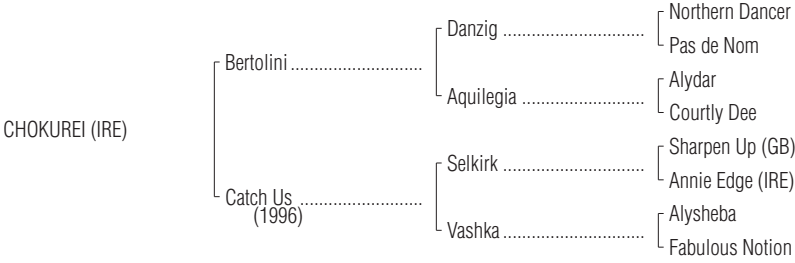 Northern Dancer
Danzig ..............................
Pas de Nom
Bertolini ............................
Alydar
Aquilegia ..........................
Courtly Dee
CHOKUREI (IRE)
Sharpen Up (GB)
Selkirk ..............................
Annie Edge (IRE)
Catch Us ..........................
(1996)
Alysheba
Vashka ..............................
Fabulous Notion